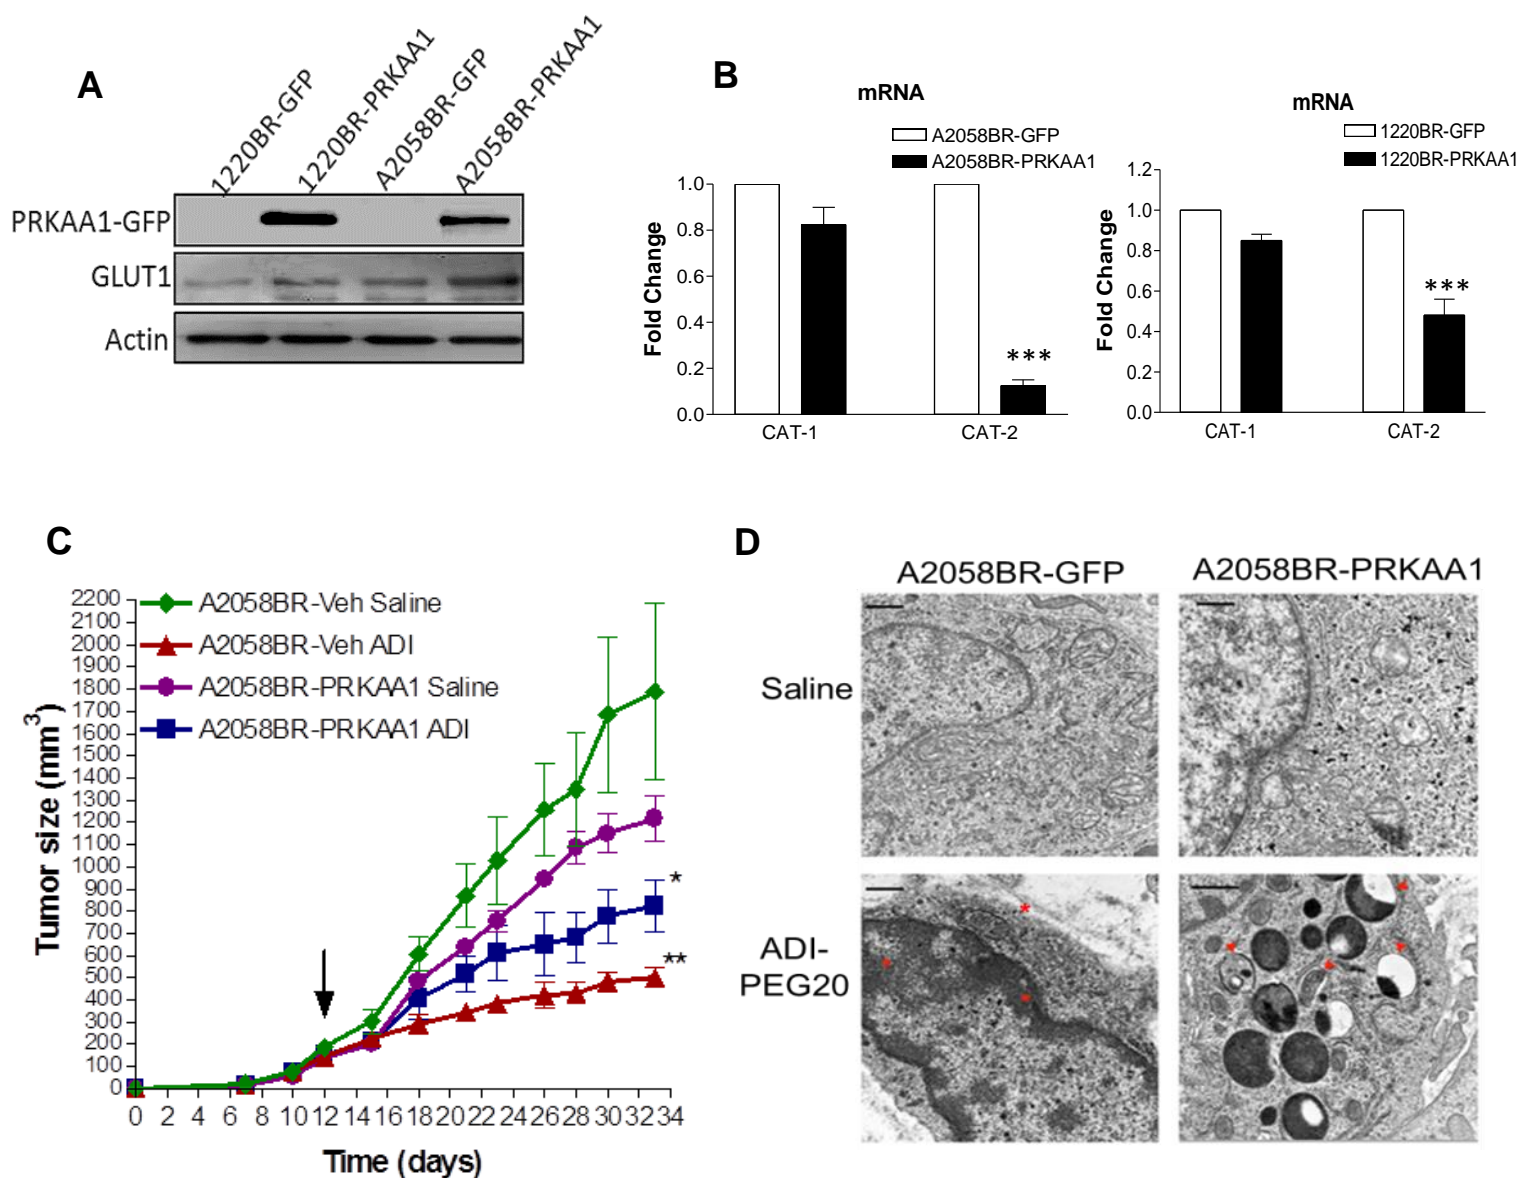 A
1220BR-GFP
1220BR-PRKAA1
A2058BR-GFP
A2058BR-PRKAA1
PRKAA1-GFP
GLUT1
Actin
B
mRNA
A2058BR-GFP
A2058BR-PRKAA1
Fold Change
1.0
0.8
0.6
0.4
0.2
0.0
***
CAT-1
CAT-2
mRNA
1220BR-GFP
1220BR-PRKAA1
Fold Change
1.2
1.0
0.8
0.6
0.4
0.2
0.0
***
CAT-1
CAT-2
C
A2058BR-Veh Saline
A2058BR-Veh ADI
A2058BR-PRKAA1 Saline
A2058BR-PRKAA1 ADI
Tumor size (mm3)
2200
2100
2000
1900
1800
1700
1600
1500
1400
1300
1200
1100
1000
900
800
700
600
500
400
300
200
100
0
*
**
0 2 4 6 8 10 12 14 16 18 20 22 24 26 28 30 32 34
Time (days)
D
A2058BR-GFP
A2058BR-PRKAA1
Saline
ADI-
PEG20